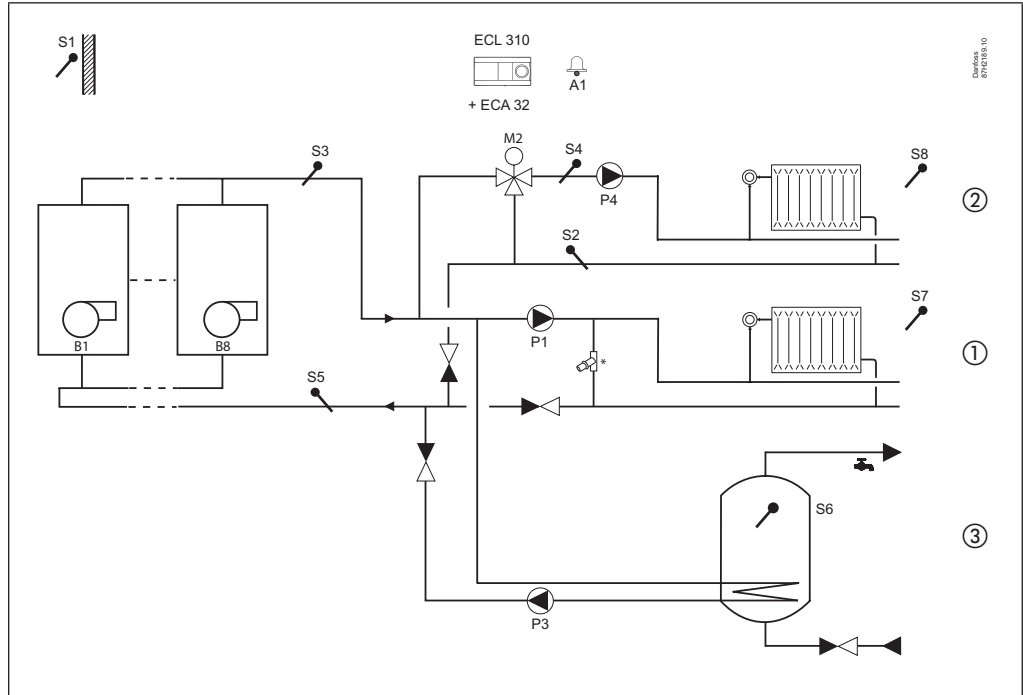 S1
ECL 310
A1
+ ECA 32
Danfoss
87H2189.10
M2
S3
S4
S8
P4
②
S2
S7
B1
B8
P1
*
①
S5
S6
③
P3